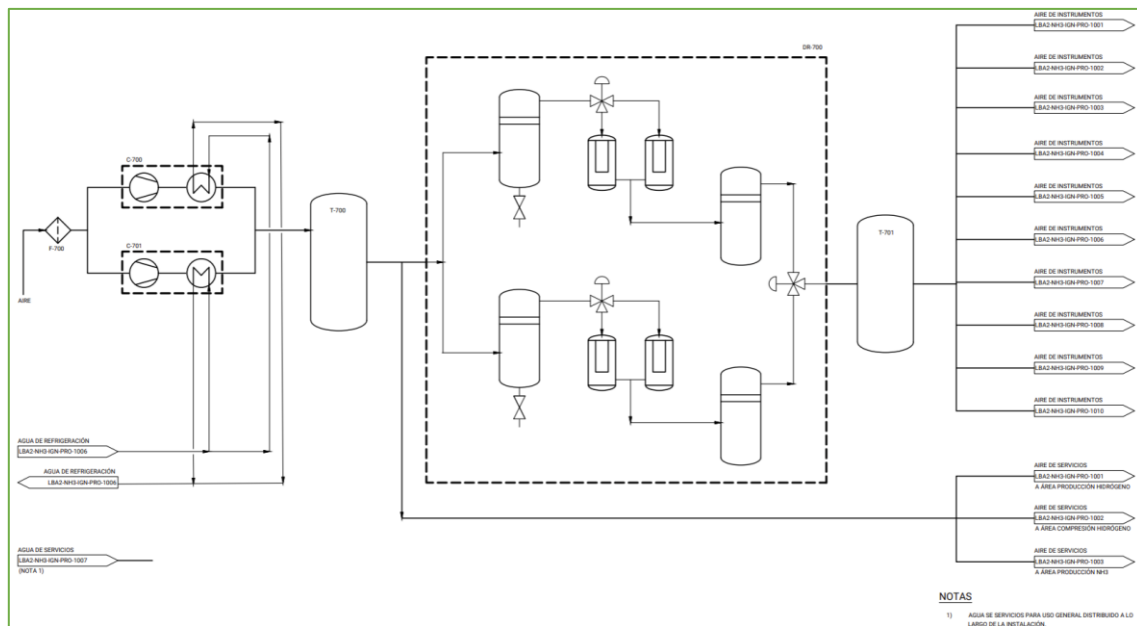 DR-700
C-700
T-700
F-700
C-701
AIRE
T-701
AGUA DE REFRIGERACIÓN
LBA2-NH3-IGN-PRO-1006
AGUA DE REFRIGERACIÓN
LBA2-NH3-IGN-PRO-1006
AGUA DE SERVICIOS
LBA2-NH3-IGN-PRO-1007
(NOTA 1)
AIRE DE INSTRUMENTOS
LBA2-NH3-IGN-PRO-1001
AIRE DE INSTRUMENTOS
LBA2-NH3-IGN-PRO-1002
AIRE DE INSTRUMENTOS
LBA2-NH3-IGN-PRO-1003
AIRE DE INSTRUMENTOS
LBA2-NH3-IGN-PRO-1004
AIRE DE INSTRUMENTOS
LBA2-NH3-IGN-PRO-1005
AIRE DE INSTRUMENTOS
LBA2-NH3-IGN-PRO-1006
AIRE DE INSTRUMENTOS
LBA2-NH3-IGN-PRO-1007
AIRE DE INSTRUMENTOS
LBA2-NH3-IGN-PRO-1008
AIRE DE INSTRUMENTOS
LBA2-NH3-IGN-PRO-1009
AIRE DE INSTRUMENTOS
LBA2-NH3-IGN-PRO-1010
AIRE DE SERVICIOS
LBA2-NH3-IGN-PRO-1001
A ÁREA PRODUCCIÓN HIDRÓGENO
AIRE DE SERVICIOS
LBA2-NH3-IGN-PRO-1002
A ÁREA COMPRESIÓN HIDRÓGENO
AIRE DE SERVICIOS
LBA2-NH3-IGN-PRO-1003
A ÁREA PRODUCCIÓN NH3
NOTAS
1) AGUA SE SERVICIOS PARA USO GENERAL DISTRIBUIDO A LO
LARGO DE LA INSTALACIÓN.